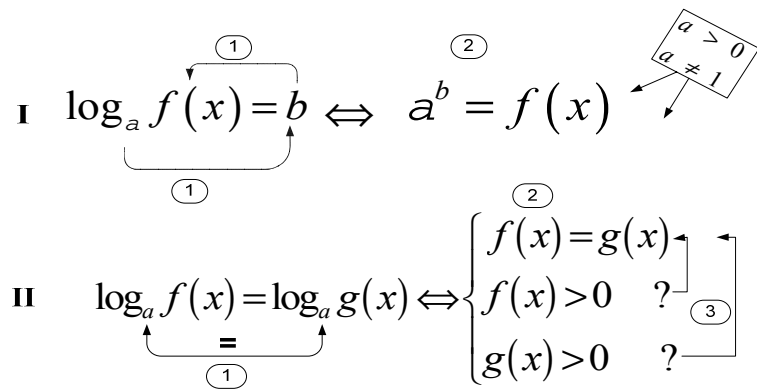 1 2 a > 0
a ≠ 1
I log_a f(x) = b ⇔ a^b = f(x)
1
2
f(x) = g(x)
II log_a f(x) = log_a g(x) ⇔ f(x) > 0 ? 3
=
1
g(x) > 0 ?